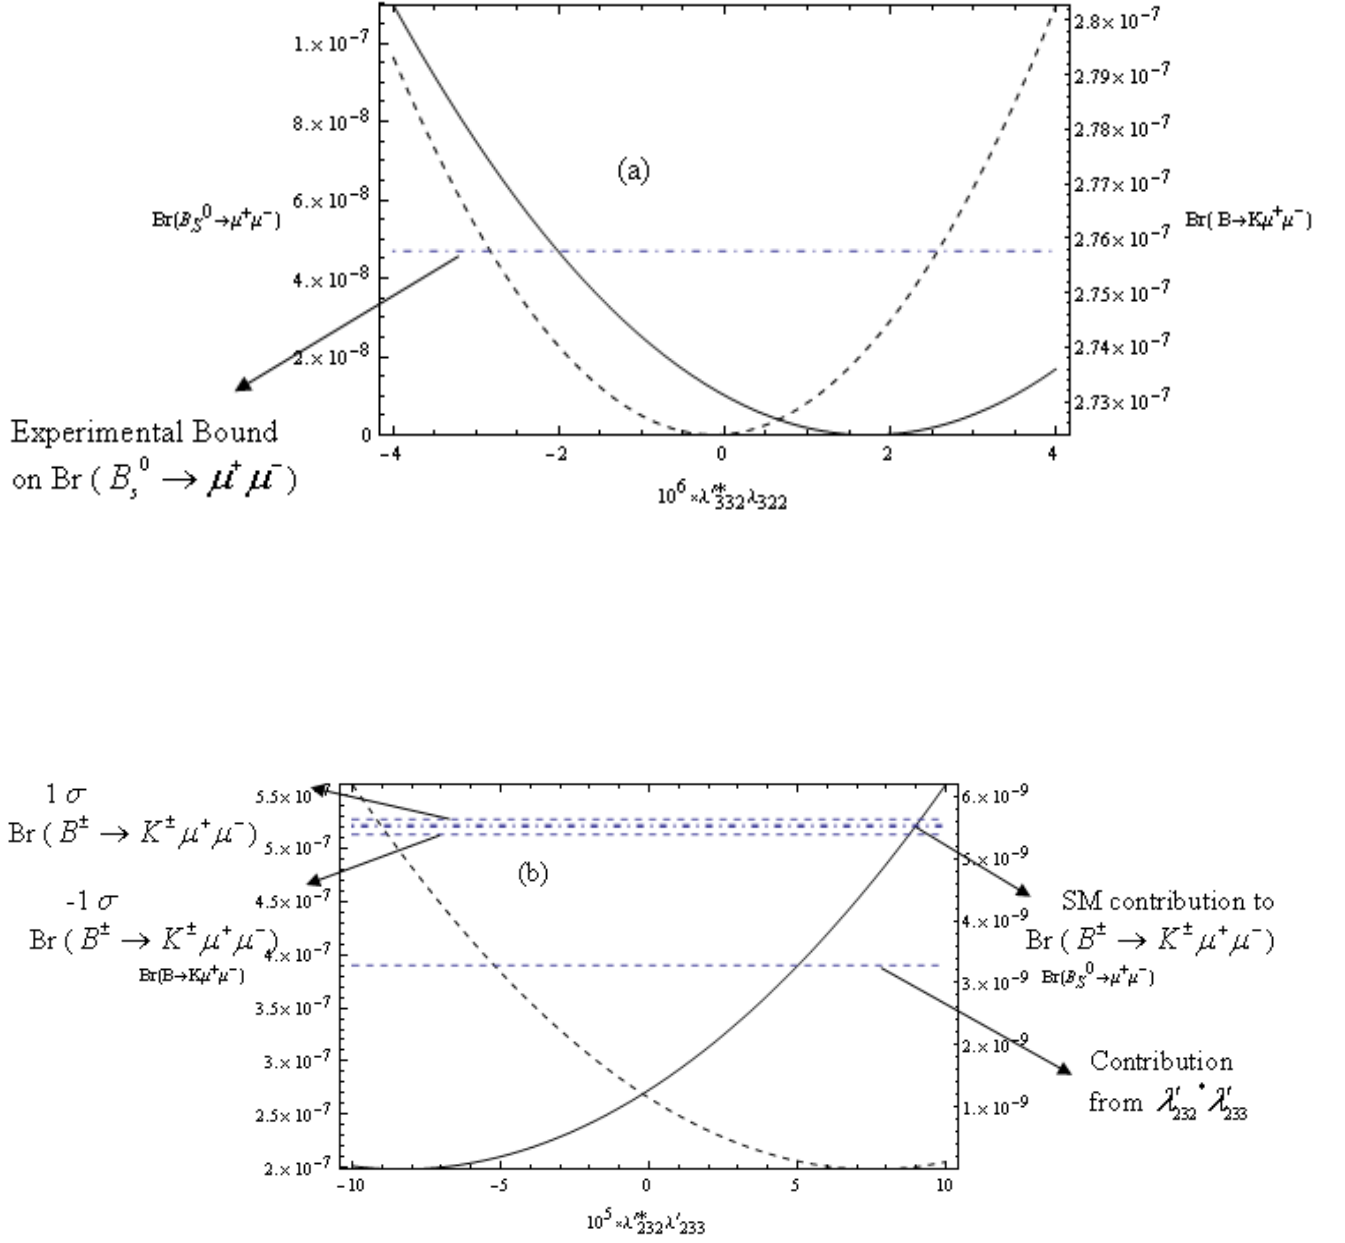 1.×10⁻⁷
8.×10⁻⁸
6.×10⁻⁸
4.×10⁻⁸
2.×10⁻⁸
0
Br(B_S⁰→μ⁺μ⁻)
(a)
2.8×10⁻⁷
2.79×10⁻⁷
2.78×10⁻⁷
2.77×10⁻⁷
2.76×10⁻⁷
2.75×10⁻⁷
2.74×10⁻⁷
2.73×10⁻⁷
Br(B→Kμ⁺μ⁻)
−4 −2 0 2 4
10⁶×λ′*₃₃₂λ₃₂₂
Experimental Bound
on Br ( B_s⁰ → μ⁺ μ⁻ )
1 σ
Br ( B± → K± μ⁺ μ⁻ )
-1 σ
Br ( B± → K± μ⁺ μ⁻ )
Br(B→Kμ⁺μ⁻)
5.5×10⁻⁷
5.×10⁻⁷
4.5×10⁻⁷
4.×10⁻⁷
3.5×10⁻⁷
3.×10⁻⁷
2.5×10⁻⁷
2.×10⁻⁷
(b)
6.×10⁻⁹
5.×10⁻⁹
4.×10⁻⁹
3.×10⁻⁹
2.×10⁻⁹
1.×10⁻⁹
SM contribution to
Br ( B± → K± μ⁺ μ⁻ )
Br(B_S⁰→μ⁺μ⁻)
Contribution
from λ′₂₃₂* λ′₂₃₃
−10 −5 0 5 10
10⁵×λ′*₂₃₂λ′₂₃₃